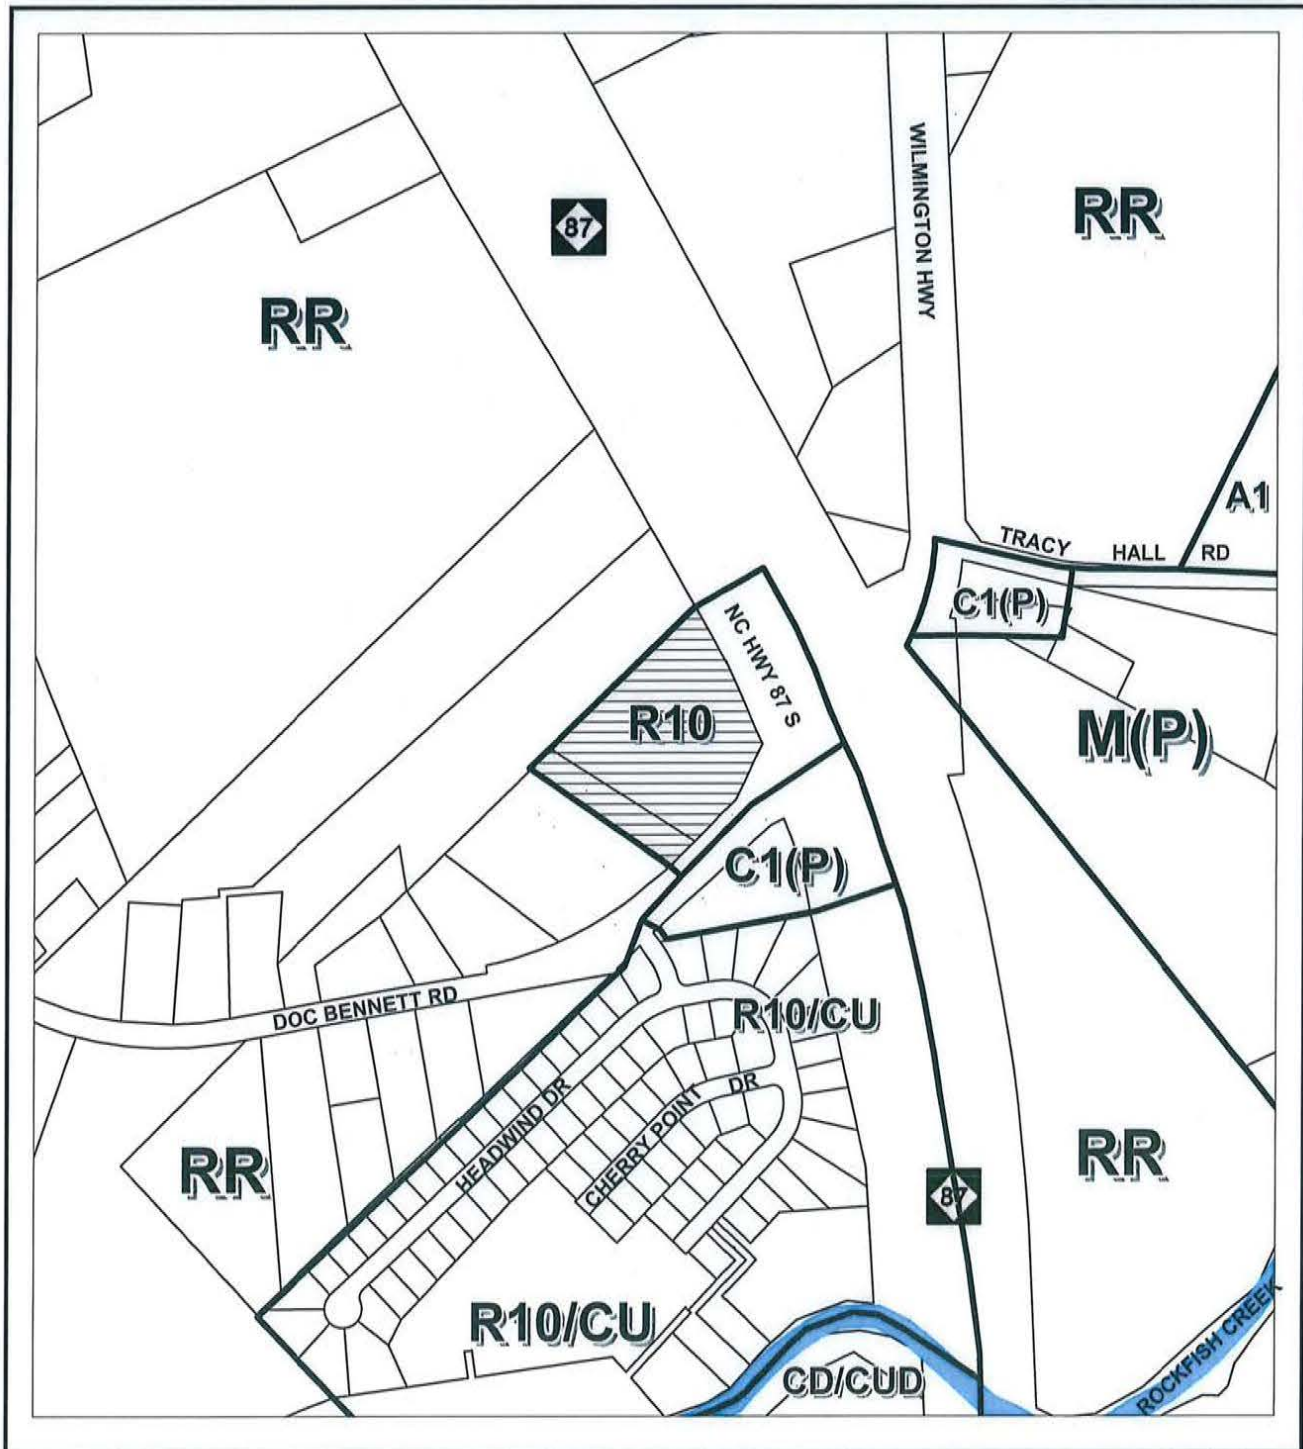 WILMINGTON HWY
RR
87
RR
A1
TRACY HALL RD
C1(P)
NC HWY 87 S
R10
M(P)
C1(P)
DOC BENNETT RD
R10/CU
HEADWIND DR
CHERRY POINT DR
RR
RR
87
R10/CU
CD/CUD
ROCKFISH CREEK